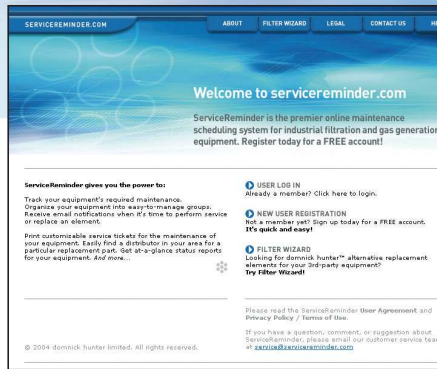 SERVICEREMINDER.COM
ABOUT
FILTER WIZARD
LEGAL
CONTACT US
Welcome to servicereminder.com
ServiceReminder is the premier online maintenance
scheduling system for industrial filtration and gas generation
equipment. Register today for a FREE account!
ServiceReminder gives you the power to:
Track your equipment's required maintenance.
Organize your equipment into easy-to-manage groups.
Receive email notifications when it's time to perform service
or replace an element.
Print customizable service tickets for the maintenance of
your equipment. Easily find a distributor in your area for a
particular replacement part. Get at-a-glance status reports
for your equipment. And more...
USER LOG IN
Already a member? Click here to login.
NEW USER REGISTRATION
Not a member yet? Sign up today for a FREE account.
It's quick and easy!
FILTER WIZARD
Looking for domnick hunter™ alternative replacement
elements for your 3rd-party equipment?
Try Filter Wizard!
Please read the ServiceReminder User Agreement and
Privacy Policy / Terms of Use.
If you have a question, comment, or suggestion about
ServiceReminder, please email our customer service
at service@servicereminder.com
© 2004 domnick hunter limited. All rights reserved.